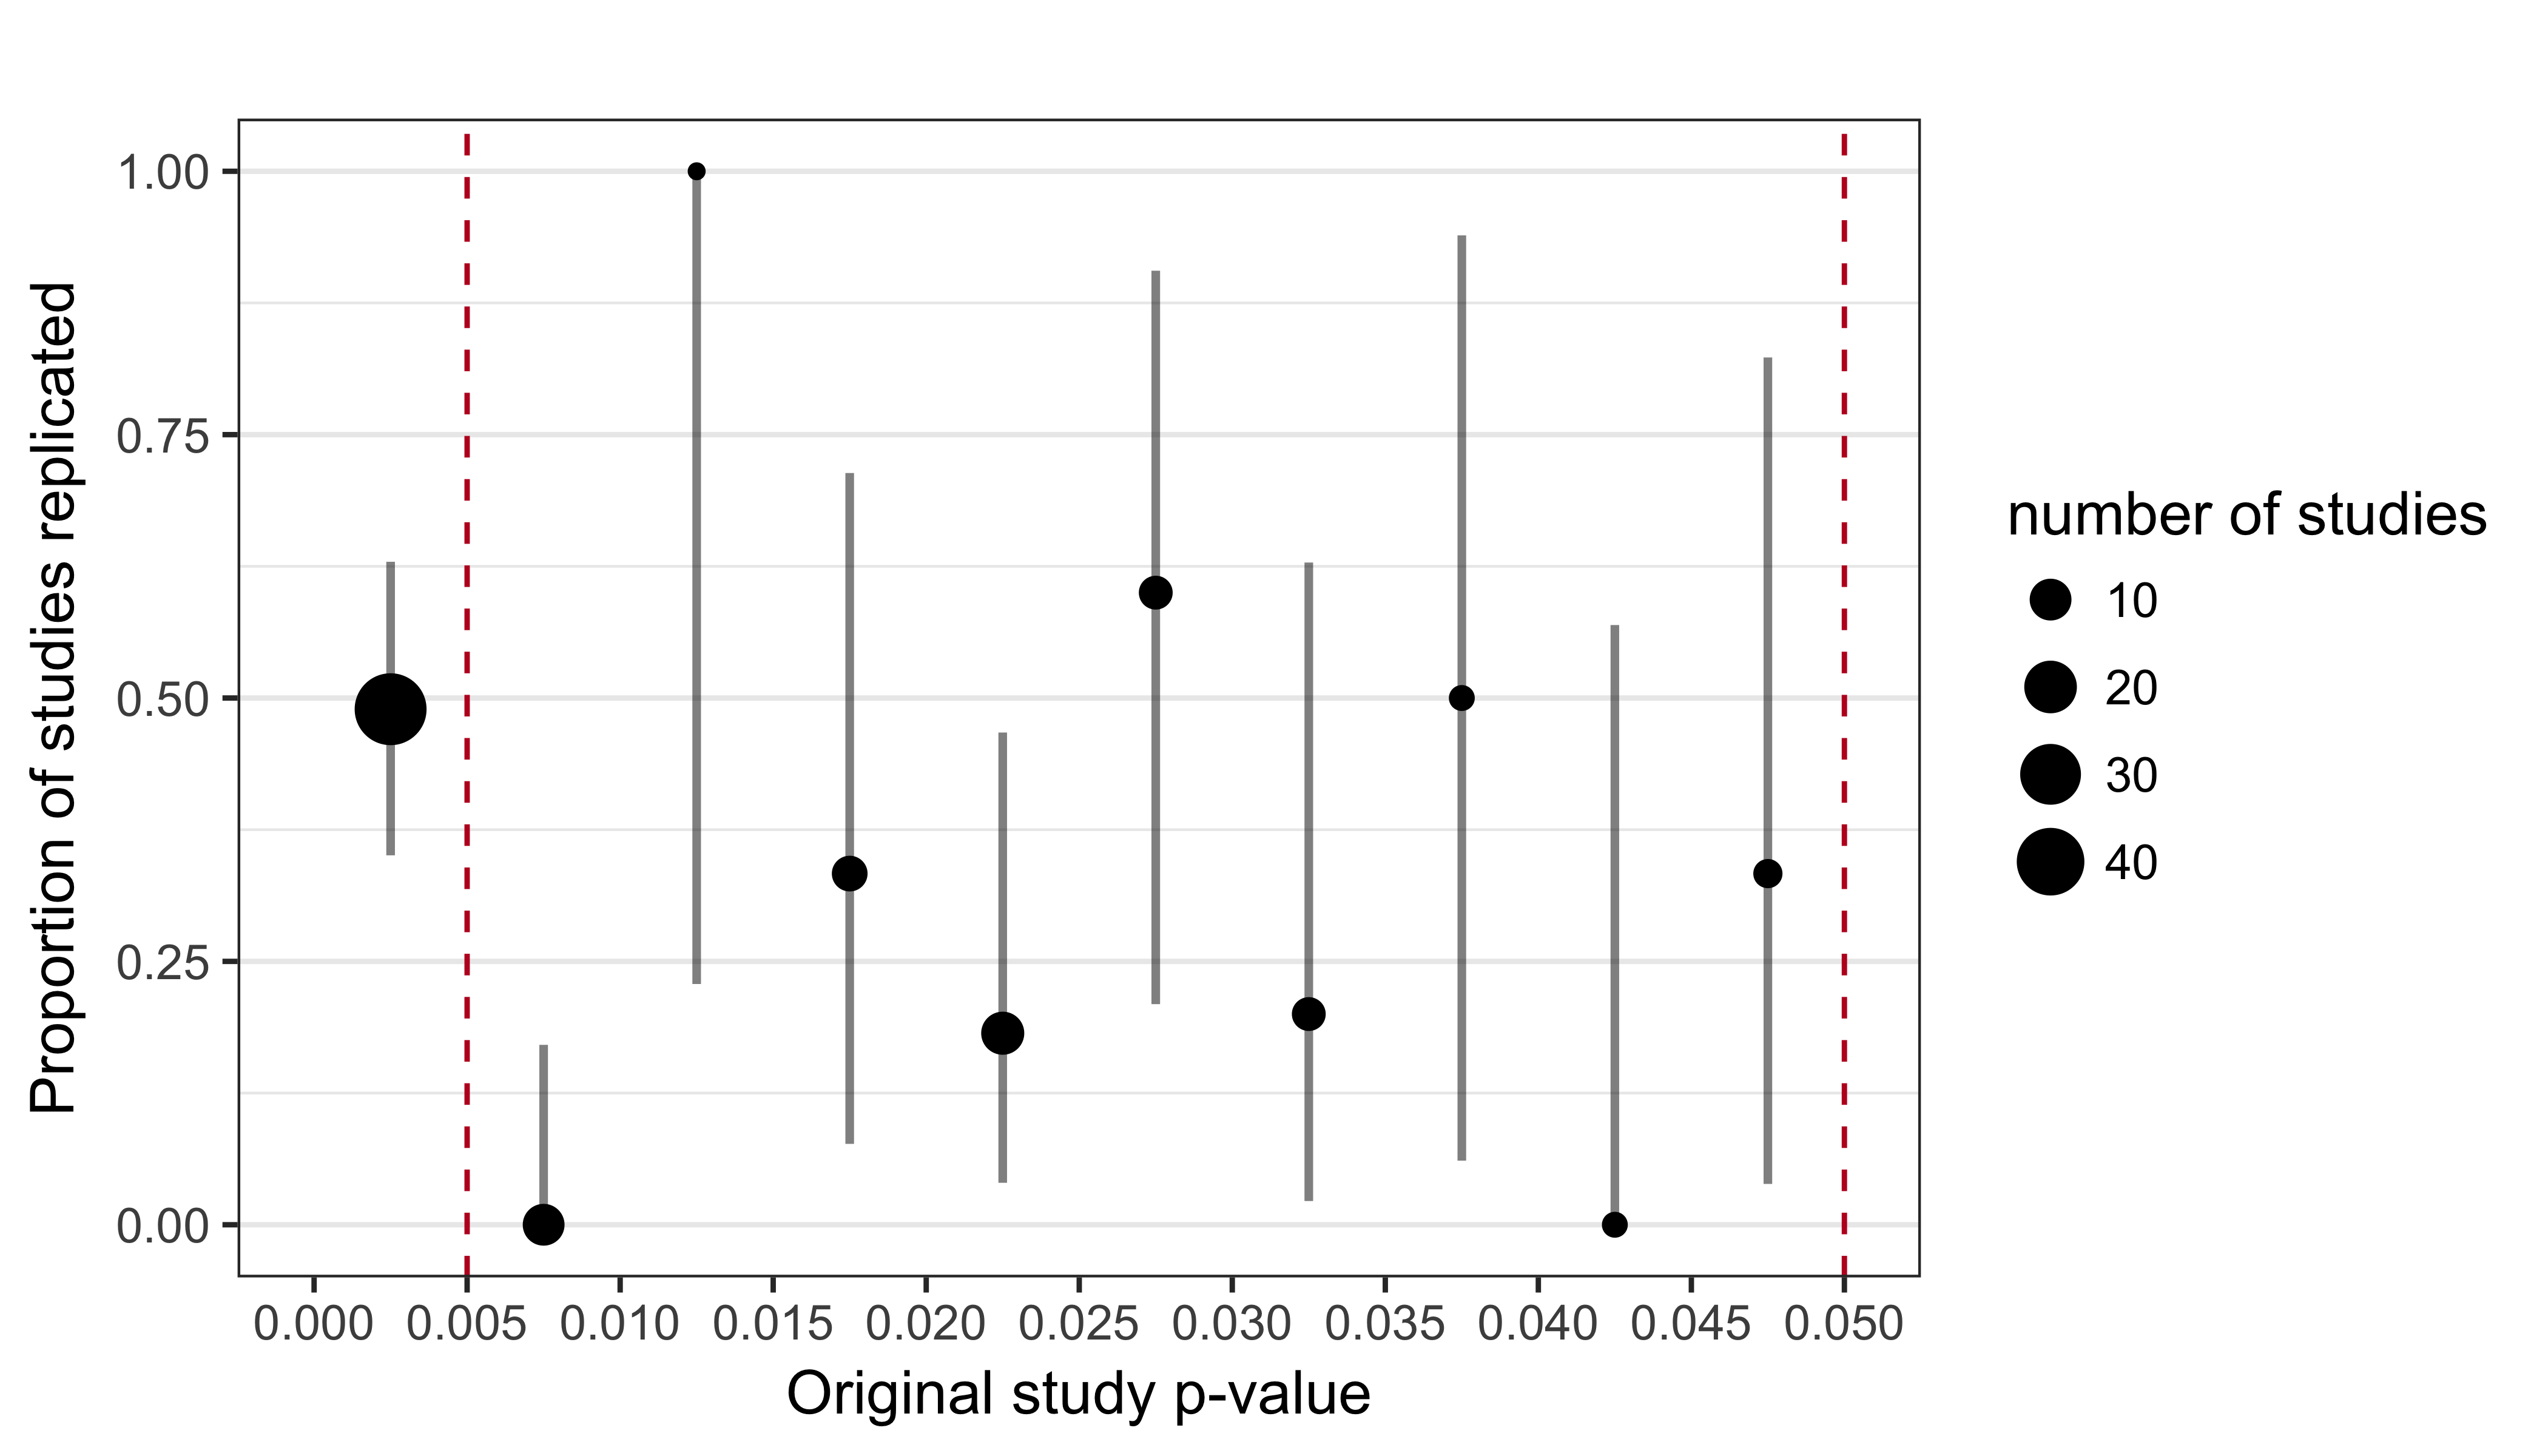 Proportion of studies replicated
1.00
0.75
0.50
0.25
0.00
0.000 0.005 0.010 0.015 0.020 0.025 0.030 0.035 0.040 0.045 0.050
Original study p-value
number of studies
10
20
30
40